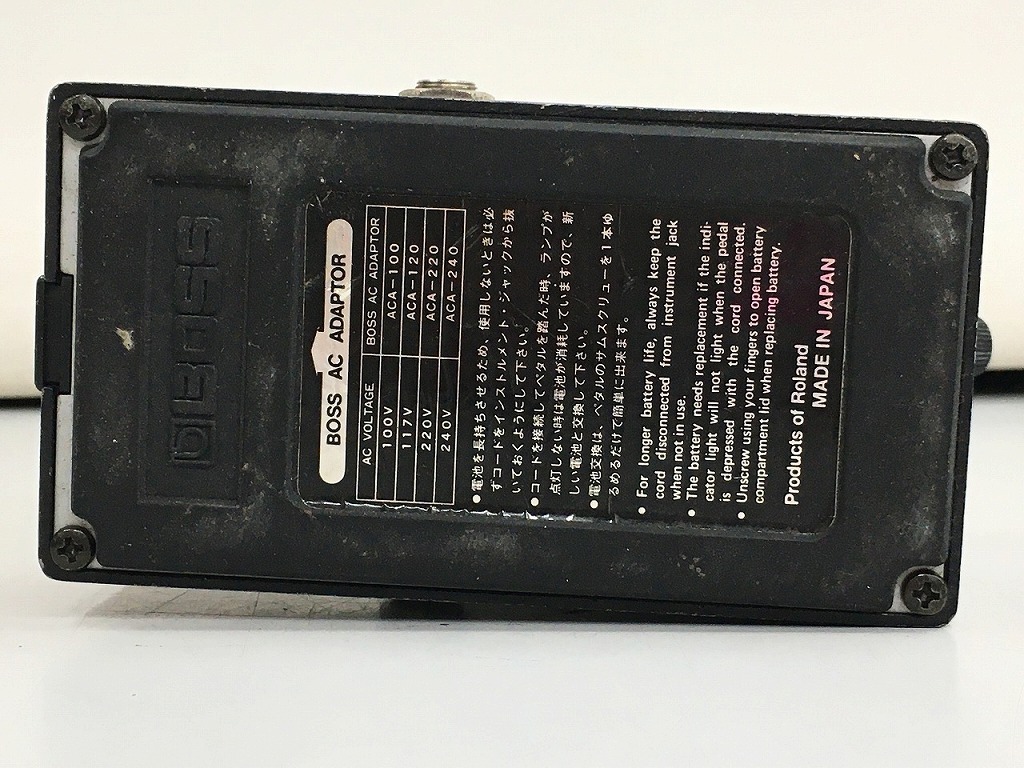 BOSS
BOSS AC ADAPTOR
AC VOLTAGE BOSS AC ADAPTOR
100V ACA-100
117V ACA-120
220V ACA-220
240V ACA-240
●電池を長持ちさせるため、使用しないときは必
ずコードをインストルメント・ジャックから抜
いておくようにして下さい。
●コードを接続してペダルを踏んだ時、ランプが
点灯しない時は電池が消耗していますので、新
しい電池と交換して下さい。
●電池交換は、ペダルのサムスクリューを1本ゆ
るめるだけで簡単に出来ます。
● For longer battery life, always keep the
cord disconnected from instrument jack
when not in use.
● The battery needs replacement if the indi-
cator light will not light when the pedal
is depressed with the cord connected.
● Unscrew using your fingers to open battery
compartment lid when replacing battery.
Products of Roland
MADE IN JAPAN